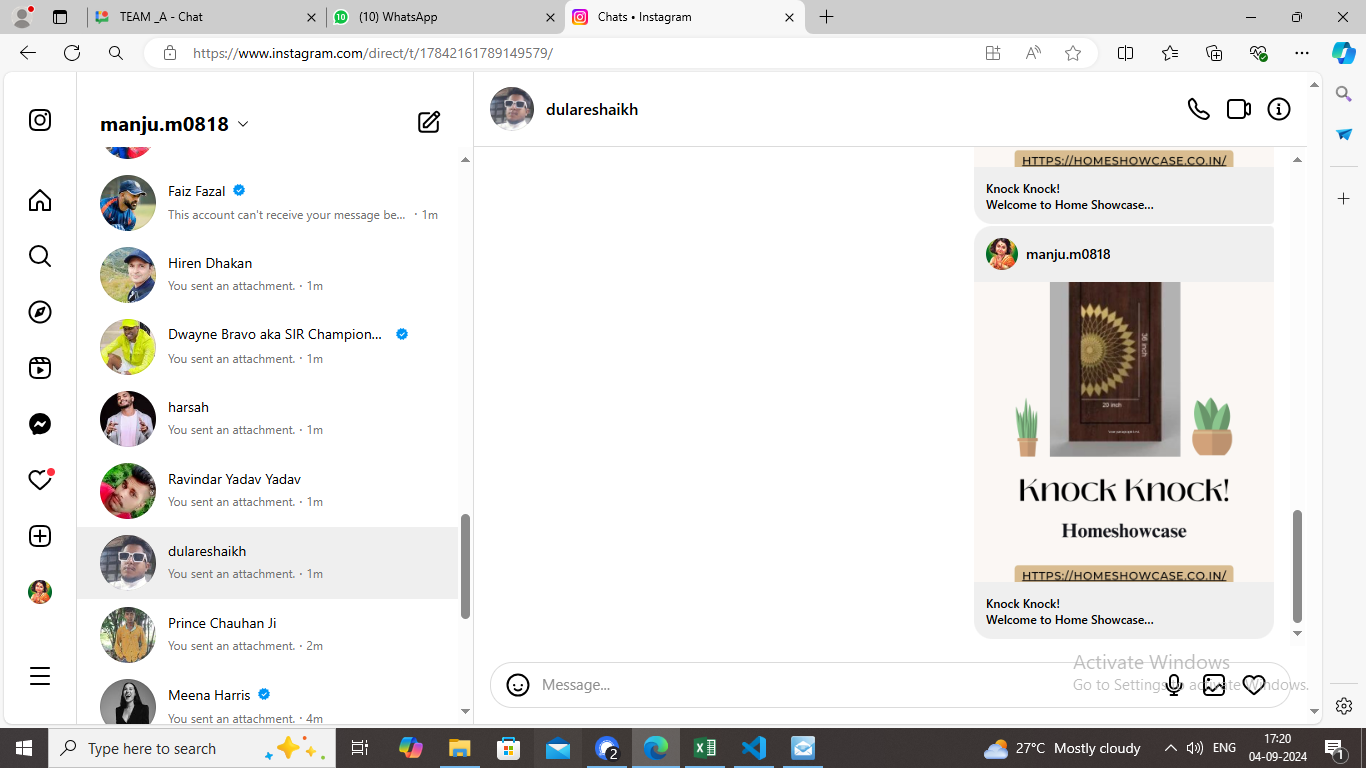 TEAM _A - Chat
(10) WhatsApp
Chats • Instagram
https://www.instagram.com/direct/t/17842161789149579/
manju.m0818
Faiz Fazal
This account can't receive your message be... · 1m
Hiren Dhakan
You sent an attachment. · 1m
Dwayne Bravo aka SIR Champion...
You sent an attachment. · 1m
harsah
You sent an attachment. · 1m
Ravindar Yadav Yadav
You sent an attachment. · 1m
dulareshaikh
You sent an attachment. · 1m
Prince Chauhan Ji
You sent an attachment. · 2m
Meena Harris
You sent an attachment. · 4m
dulareshaikh
HTTPS://HOMESHOWCASE.CO.IN/
Knock Knock!
Welcome to Home Showcase...
manju.m0818
36 inch
20 inch
Knock Knock!
Homeshowcase
HTTPS://HOMESHOWCASE.CO.IN/
Knock Knock!
Welcome to Home Showcase...
Message...
Activate Windows
Go to Settings to activate Windows.
Type here to search
2
27°C Mostly cloudy
ENG
17:20
04-09-2024
1